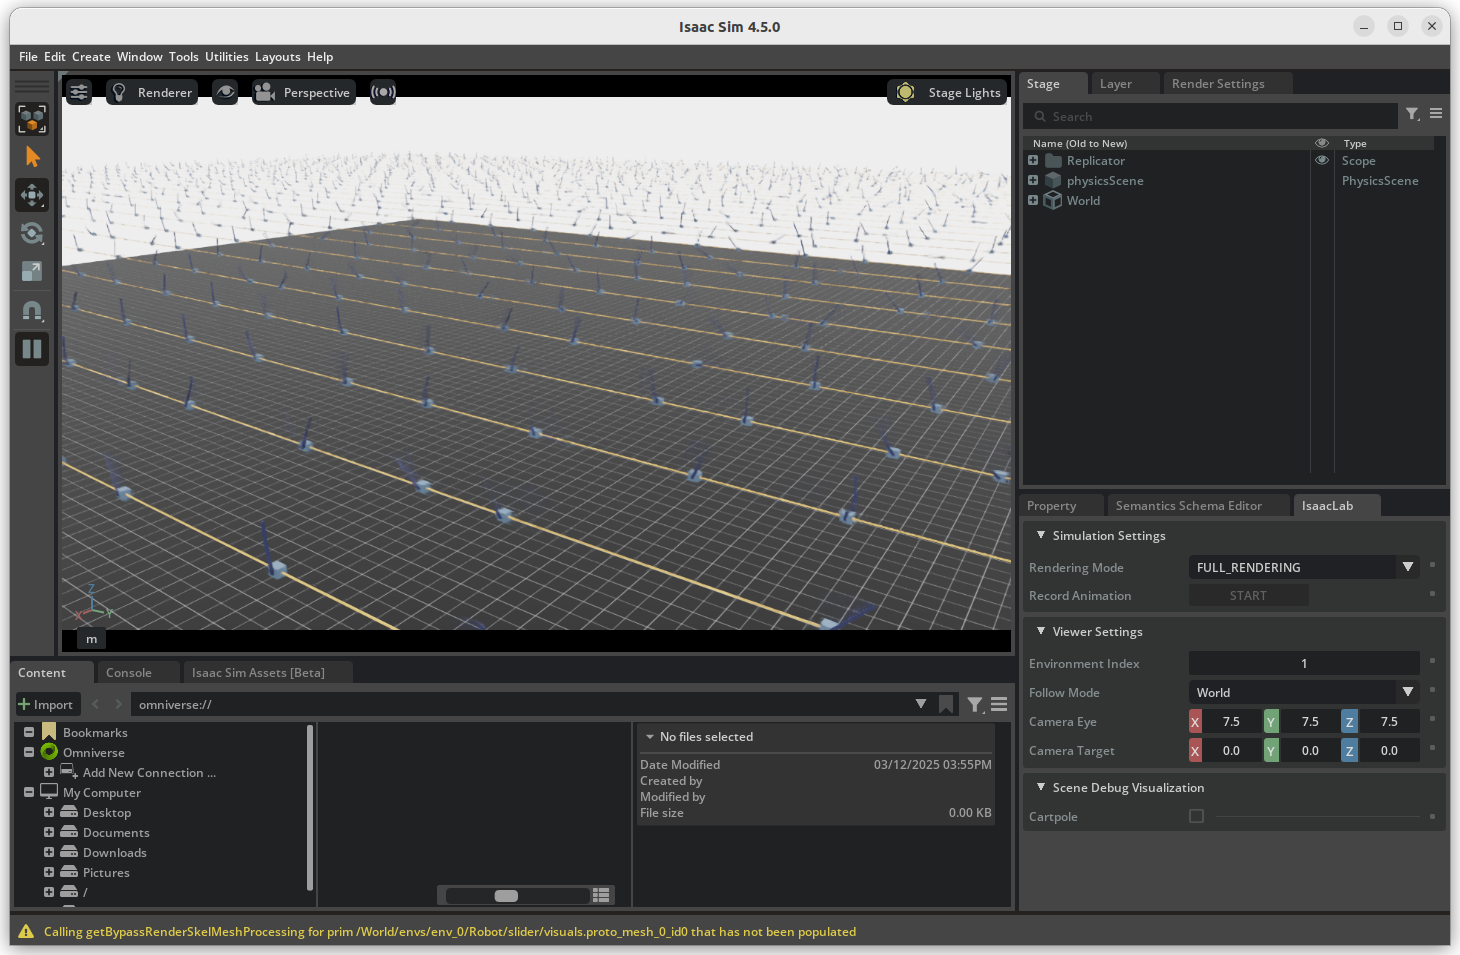 Isaac Sim 4.5.0
File Edit Create Window Tools Utilities Layouts Help
Renderer
Perspective
Stage Lights
Z
X
Y
m
Stage
Layer
Render Settings
Search
Name (Old to New)
Type
Replicator
Scope
physicsScene
PhysicsScene
World
Property
Semantics Schema Editor
IsaacLab
Simulation Settings
Rendering Mode
FULL_RENDERING
Record Animation
START
Viewer Settings
Environment Index
1
Follow Mode
World
Camera Eye
X 7.5 Y 7.5 Z 7.5
Camera Target
X 0.0 Y 0.0 Z 0.0
Scene Debug Visualization
Cartpole
Content
Console
Isaac Sim Assets [Beta]
Import
omniverse://
Bookmarks
Omniverse
Add New Connection ...
My Computer
Desktop
Documents
Downloads
Pictures
/
No files selected
Date Modified 03/12/2025 03:55PM
Created by
Modified by
File size 0.00 KB
Calling getBypassRenderSkelMeshProcessing for prim /World/envs/env_0/Robot/slider/visuals.proto_mesh_0_id0 that has not been populated